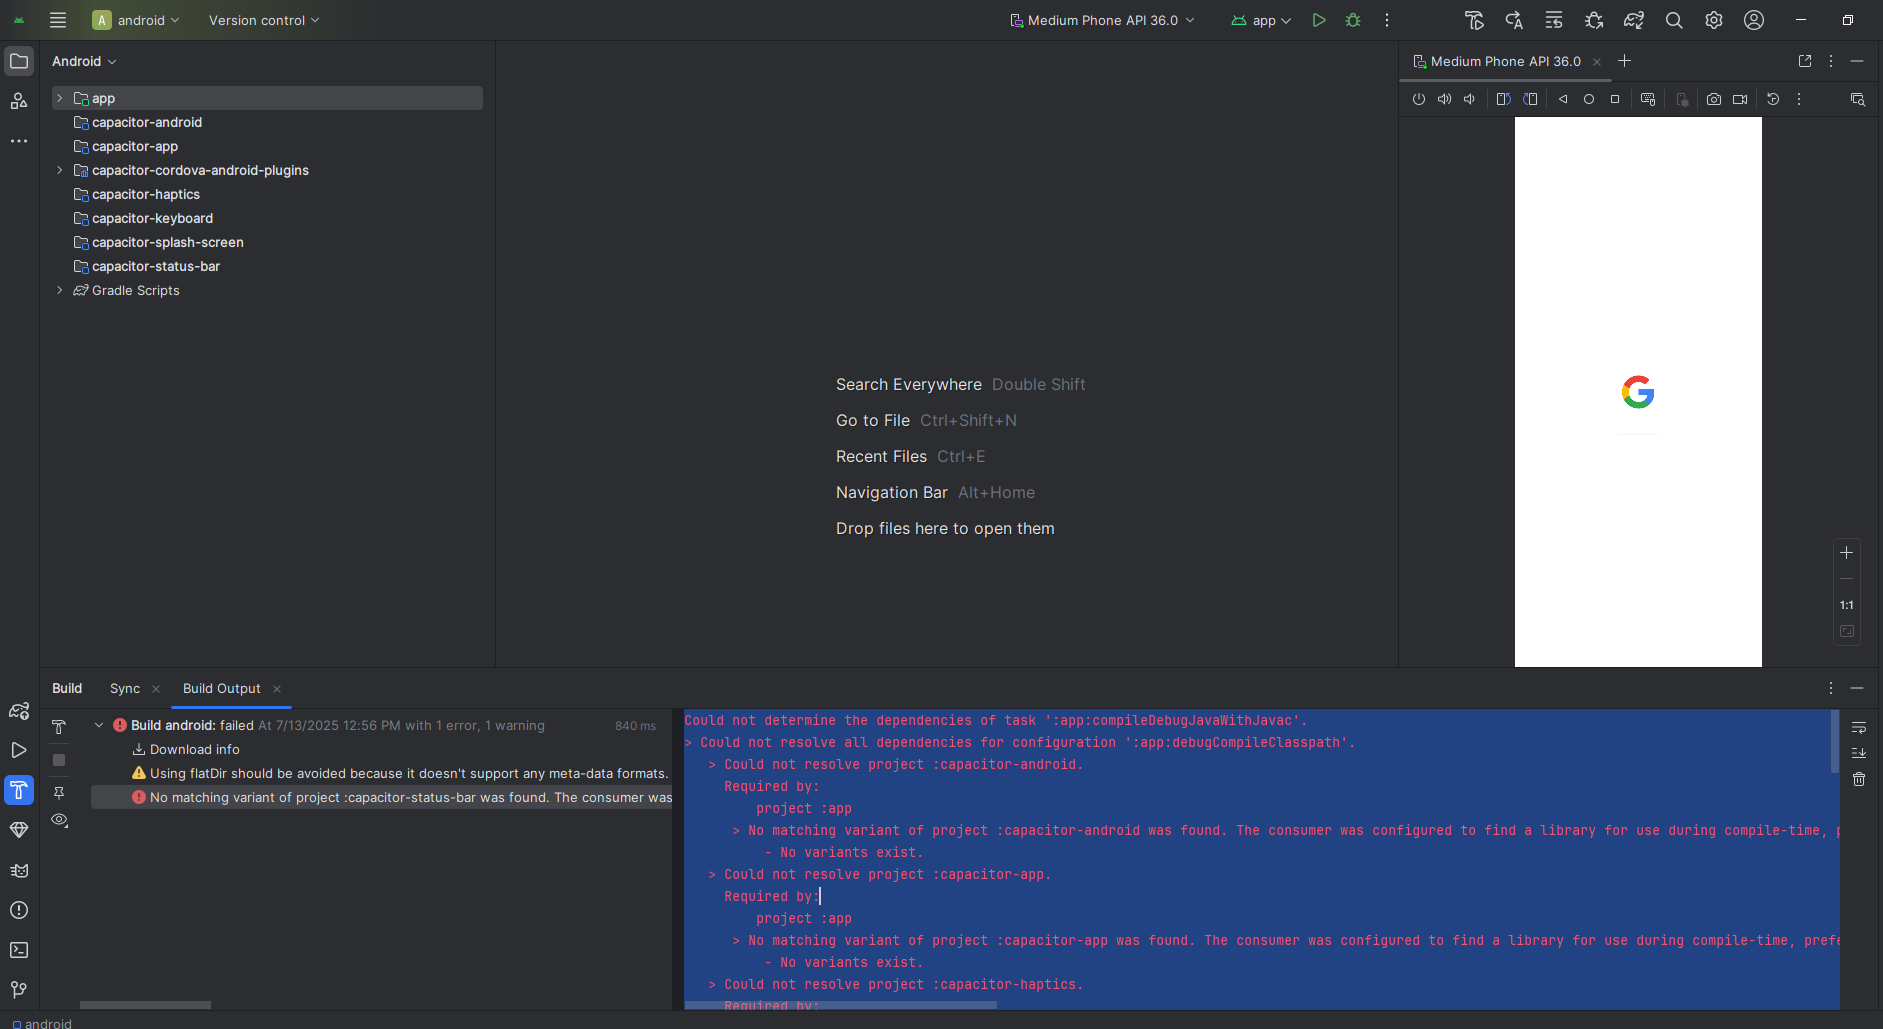 A android
Version control
Medium Phone API 36.0
app
Android
app
capacitor-android
capacitor-app
capacitor-cordova-android-plugins
capacitor-haptics
capacitor-keyboard
capacitor-splash-screen
capacitor-status-bar
Gradle Scripts
Search Everywhere Double Shift
Go to File Ctrl+Shift+N
Recent Files Ctrl+E
Navigation Bar Alt+Home
Drop files here to open them
Medium Phone API 36.0
G
1:1
Build
Sync
Build Output
Build android: failed At 7/13/2025 12:56 PM with 1 error, 1 warning 840 ms
Download info
Using flatDir should be avoided because it doesn't support any meta-data formats.
No matching variant of project :capacitor-status-bar was found. The consumer was
Could not determine the dependencies of task ':app:compileDebugJavaWithJavac'.
> Could not resolve all dependencies for configuration ':app:debugCompileClasspath'.
> Could not resolve project :capacitor-android.
Required by:
project :app
> No matching variant of project :capacitor-android was found. The consumer was configured to find a library for use during compile-time, p
- No variants exist.
> Could not resolve project :capacitor-app.
Required by:
project :app
> No matching variant of project :capacitor-app was found. The consumer was configured to find a library for use during compile-time, prefe
- No variants exist.
> Could not resolve project :capacitor-haptics.
Required by:
android